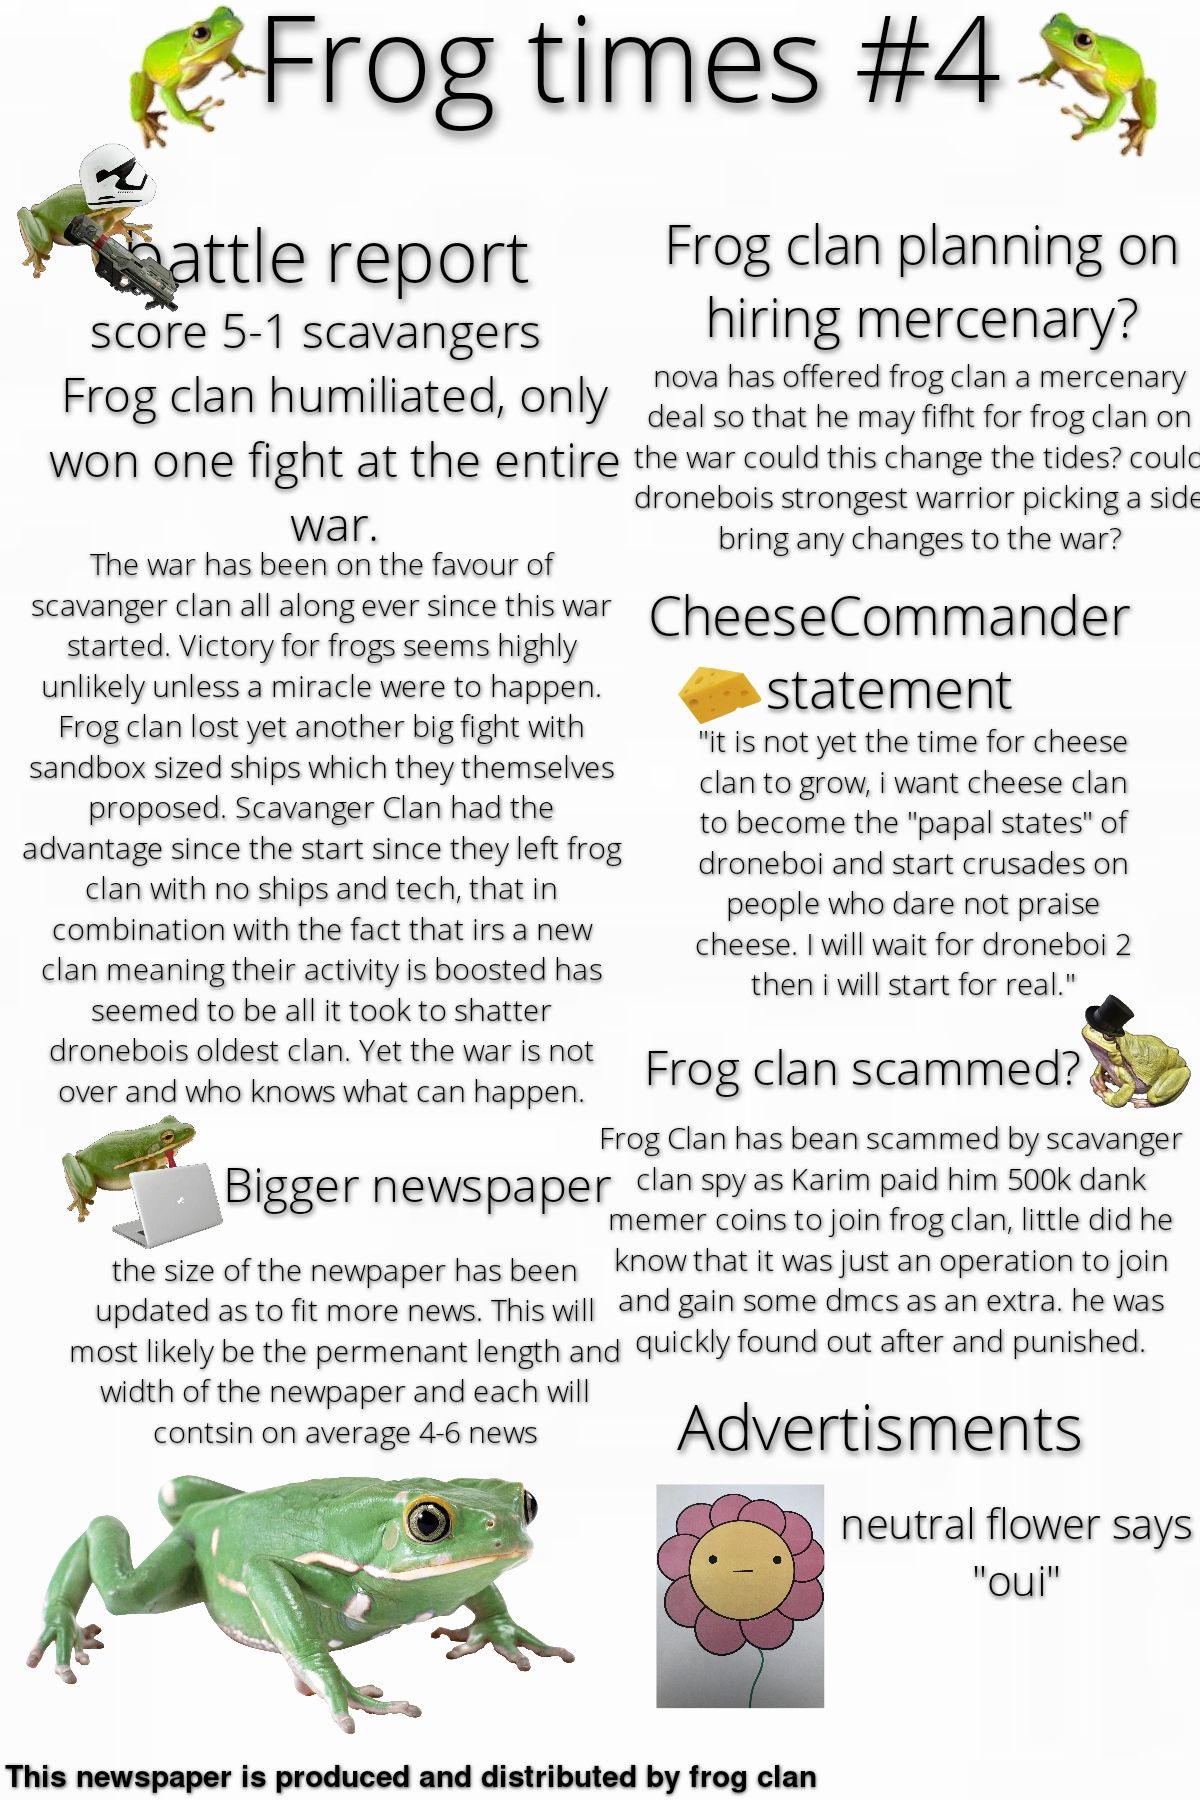 Frog times #4
battle report
score 5-1 scavangers
Frog clan humiliated, only
won one fight at the entire
war.
The war has been on the favour of
scavanger clan all along ever since this war
started. Victory for frogs seems highly
unlikely unless a miracle were to happen.
Frog clan lost yet another big fight with
sandbox sized ships which they themselves
proposed. Scavanger Clan had the
advantage since the start since they left frog
clan with no ships and tech, that in
combination with the fact that irs a new
clan meaning their activity is boosted has
seemed to be all it took to shatter
dronebois oldest clan. Yet the war is not
over and who knows what can happen.
Bigger newspaper
the size of the newpaper has been
updated as to fit more news. This will
most likely be the permenant length and
width of the newpaper and each will
contsin on average 4-6 news
Frog clan planning on
hiring mercenary?
nova has offered frog clan a mercenary
deal so that he may fifht for frog clan on
the war could this change the tides? could
dronebois strongest warrior picking a side
bring any changes to the war?
CheeseCommander
statement
"it is not yet the time for cheese
clan to grow, i want cheese clan
to become the "papal states" of
droneboi and start crusades on
people who dare not praise
cheese. I will wait for droneboi 2
then i will start for real."
Frog clan scammed?
Frog Clan has bean scammed by scavanger
clan spy as Karim paid him 500k dank
memer coins to join frog clan, little did he
know that it was just an operation to join
and gain some dmcs as an extra. he was
quickly found out after and punished.
Advertisments
neutral flower says
"oui"
This newspaper is produced and distributed by frog clan